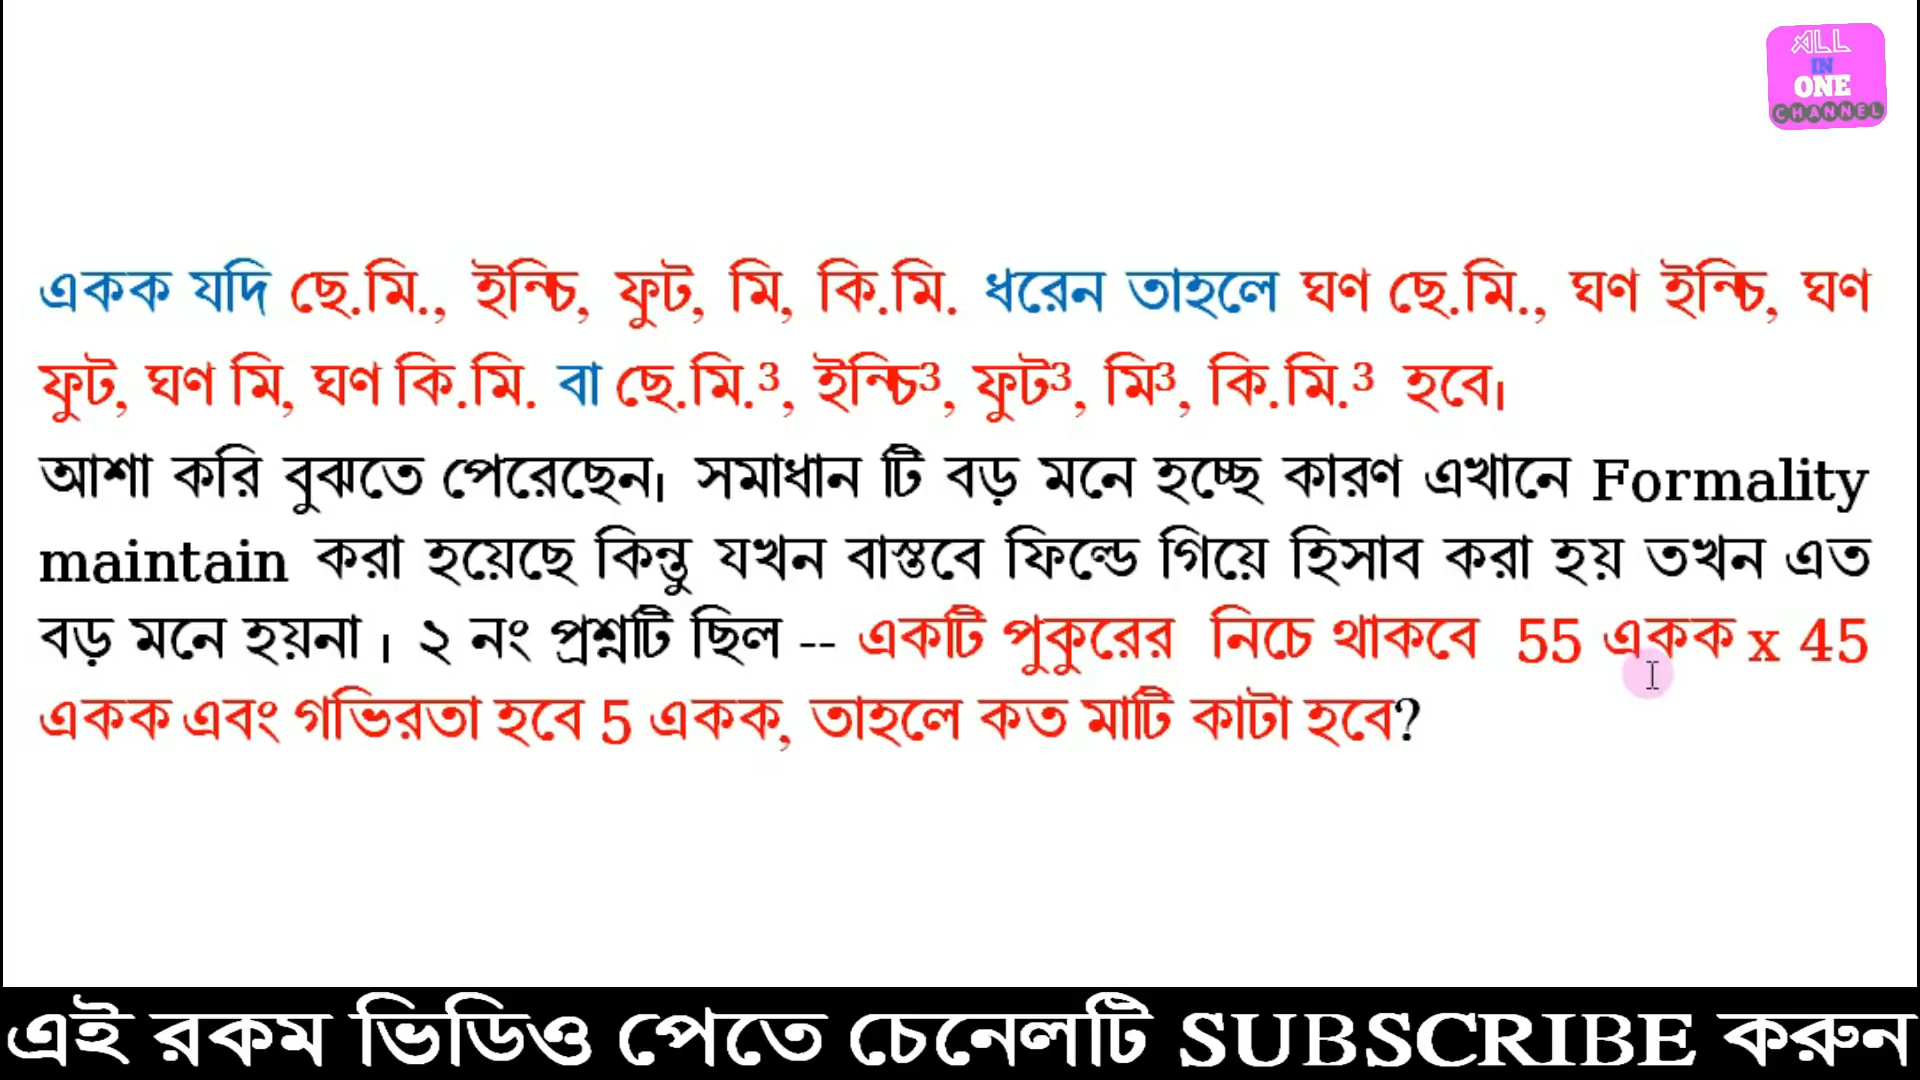 ALL
IN
ONE
CHANNEL
একক যদি ছে.মি., ইন্চি, ফুট, মি, কি.মি. ধরেন তাহলে ঘণ ছে.মি., ঘণ ইন্চি, ঘণ
ফুট, ঘণ মি, ঘণ কি.মি. বা ছে.মি.³, ইন্চি³, ফুট³, মি³, কি.মি.³ হবে।
আশা করি বুঝতে পেরেছেন। সমাধান টি বড় মনে হচ্ছে কারণ এখানে Formality
maintain করা হয়েছে কিন্তু যখন বাস্তবে ফিল্ডে গিয়ে হিসাব করা হয় তখন এত
বড় মনে হয়না। ২ নং প্রশ্নটি ছিল -- একটি পুকুরের নিচে থাকবে 55 একক x 45
একক এবং গভিরতা হবে 5 একক, তাহলে কত মাটি কাটা হবে?
এই রকম ভিডিও পেতে চেনেলটি SUBSCRIBE করুন